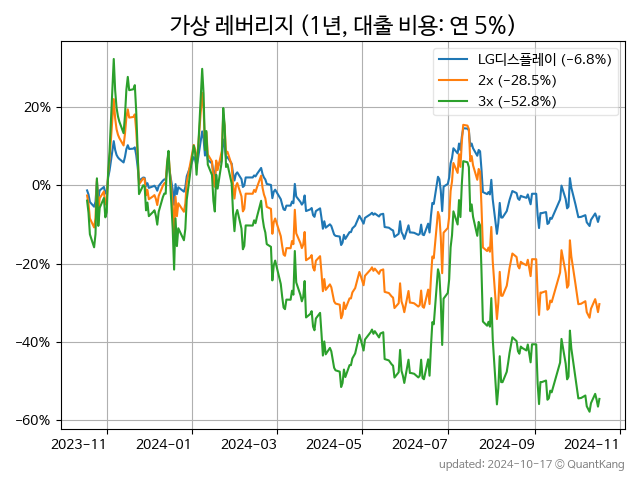 가상 레버리지 (1년, 대출 비용: 연 5%)
LG디스플레이 (−6.8%)
2x (−28.5%)
3x (−52.8%)
20%
0%
−20%
−40%
−60%
2023-11
2024-01
2024-03
2024-05
2024-07
2024-09
2024-11
updated: 2024-10-17 © QuantKang